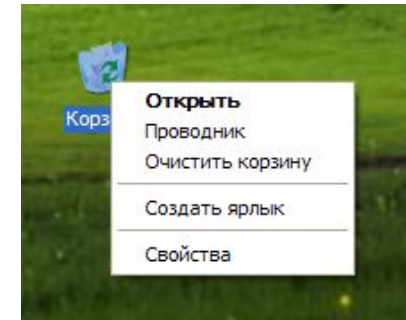 Корз
Открыть
Проводник
Очистить корзину
Создать ярлык
Свойства